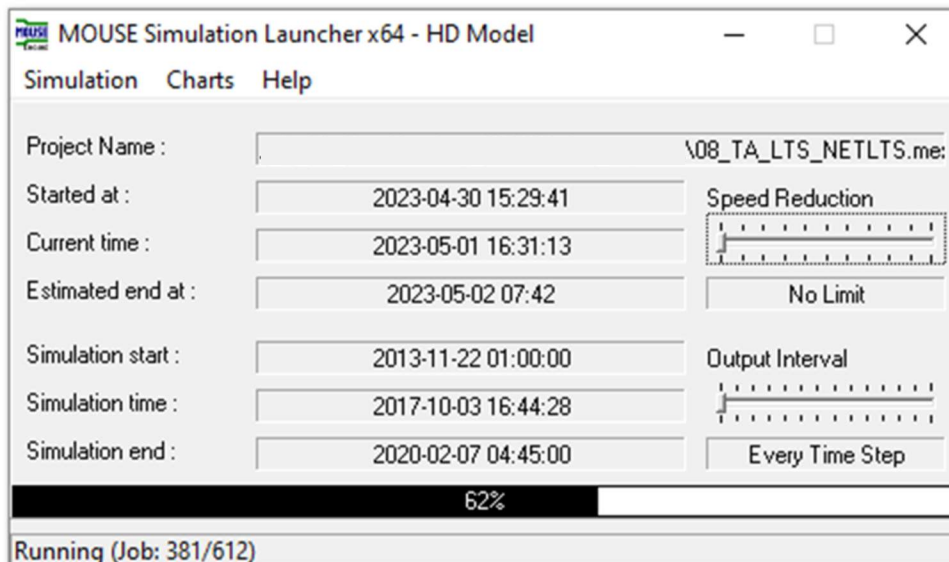 MOUSE Simulation Launcher x64 - HD Model
Simulation Charts Help
Project Name : \08_TA_LTS_NETLTS.me:
Started at : 2023-04-30 15:29:41 Speed Reduction
Current time : 2023-05-01 16:31:13
Estimated end at : 2023-05-02 07:42 No Limit
Simulation start : 2013-11-22 01:00:00 Output Interval
Simulation time : 2017-10-03 16:44:28
Simulation end : 2020-02-07 04:45:00 Every Time Step
62%
Running (Job: 381/612)